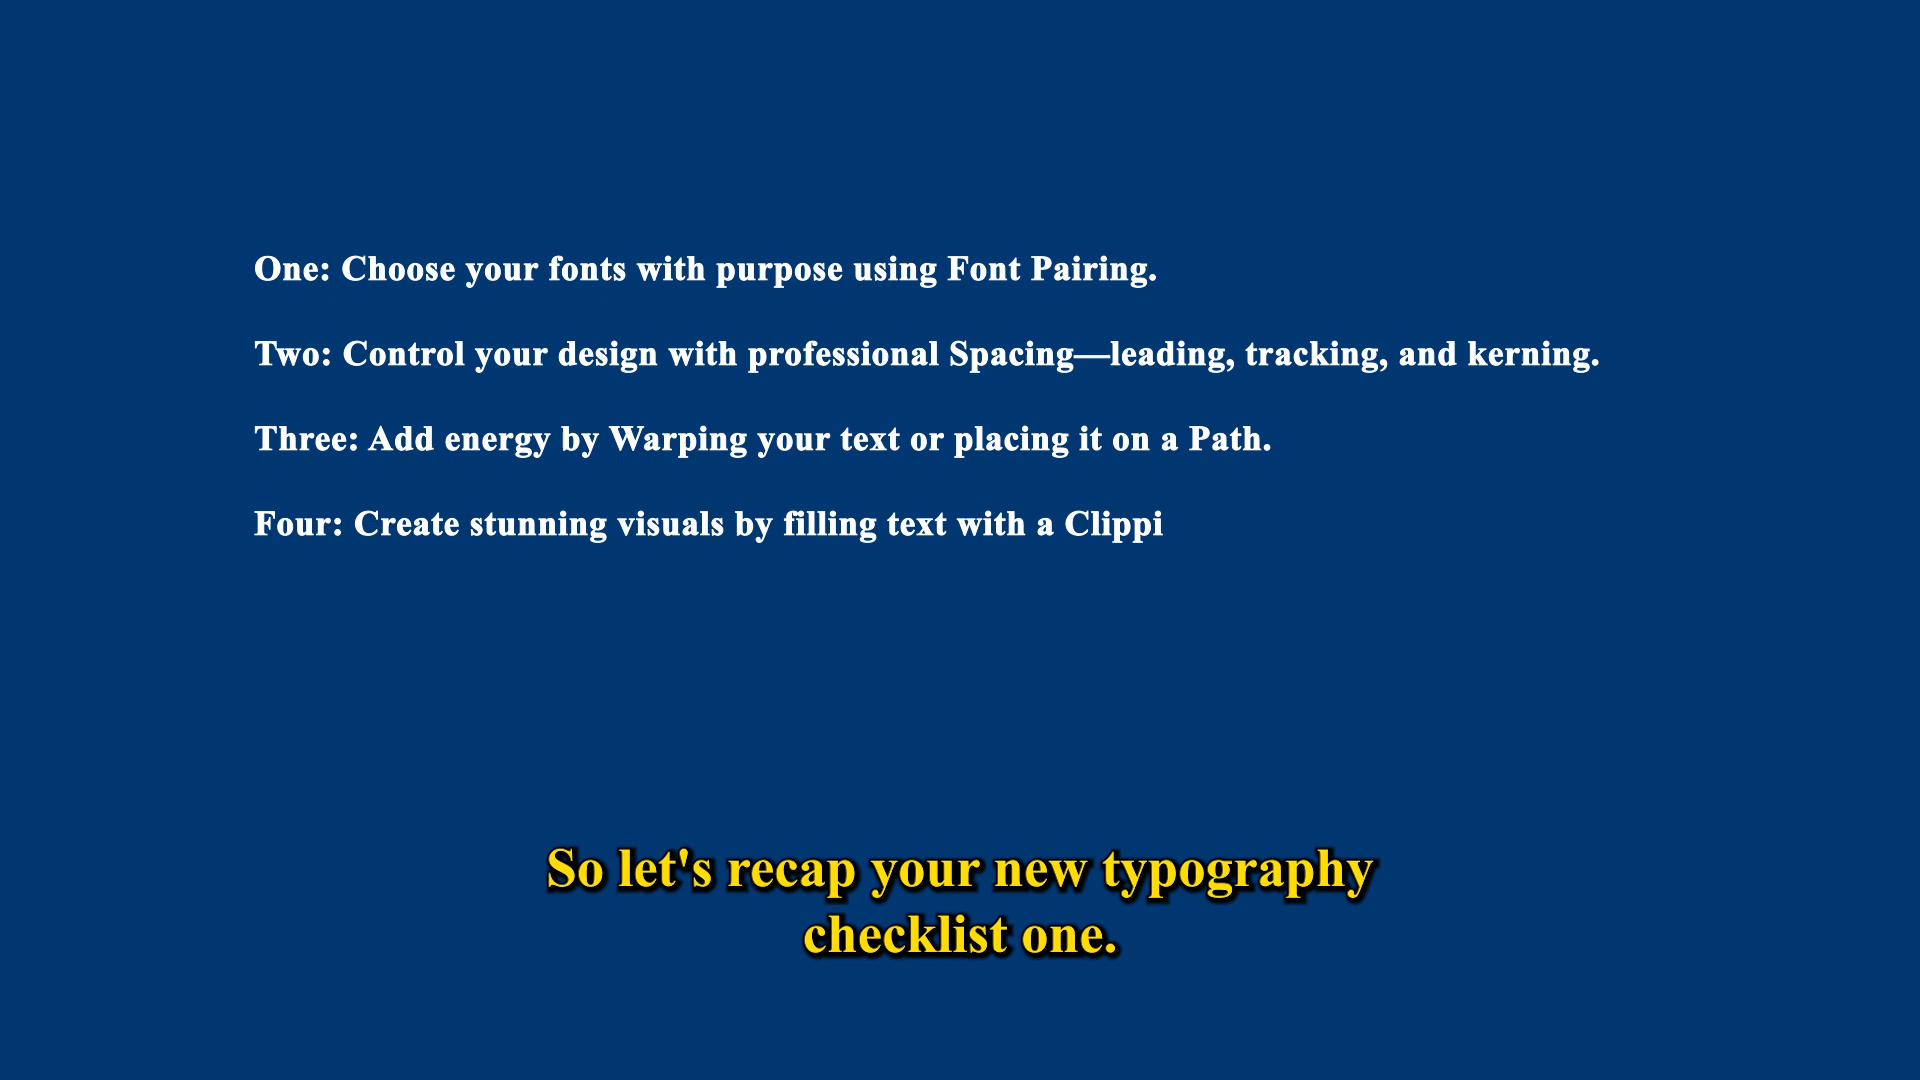 One: Choose your fonts with purpose using Font Pairing.
Two: Control your design with professional Spacing—leading, tracking, and kerning.
Three: Add energy by Warping your text or placing it on a Path.
Four: Create stunning visuals by filling text with a Clippi
So let's recap your new typography
checklist one.